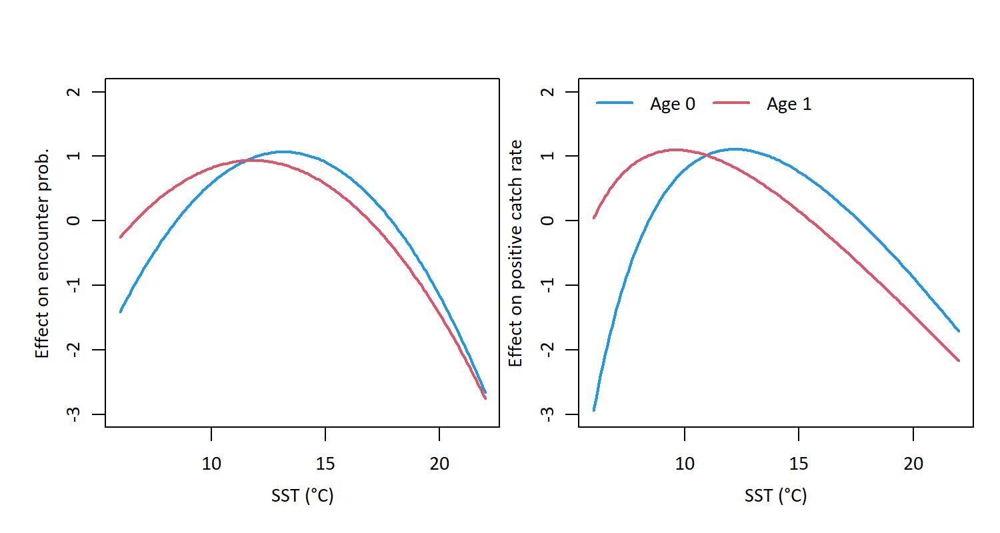 Effect on encounter prob.
2
1
0
-1
-2
-3
10 15 20
SST (°C)
Effect on positive catch rate
2
1
0
-1
-2
-3
Age 0 Age 1
10 15 20
SST (°C)